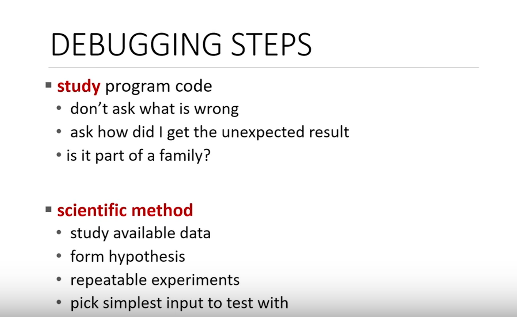 DEBUGGING STEPS
▪ study program code
• don’t ask what is wrong
• ask how did I get the unexpected result
• is it part of a family?
▪ scientific method
• study available data
• form hypothesis
• repeatable experiments
• pick simplest input to test with